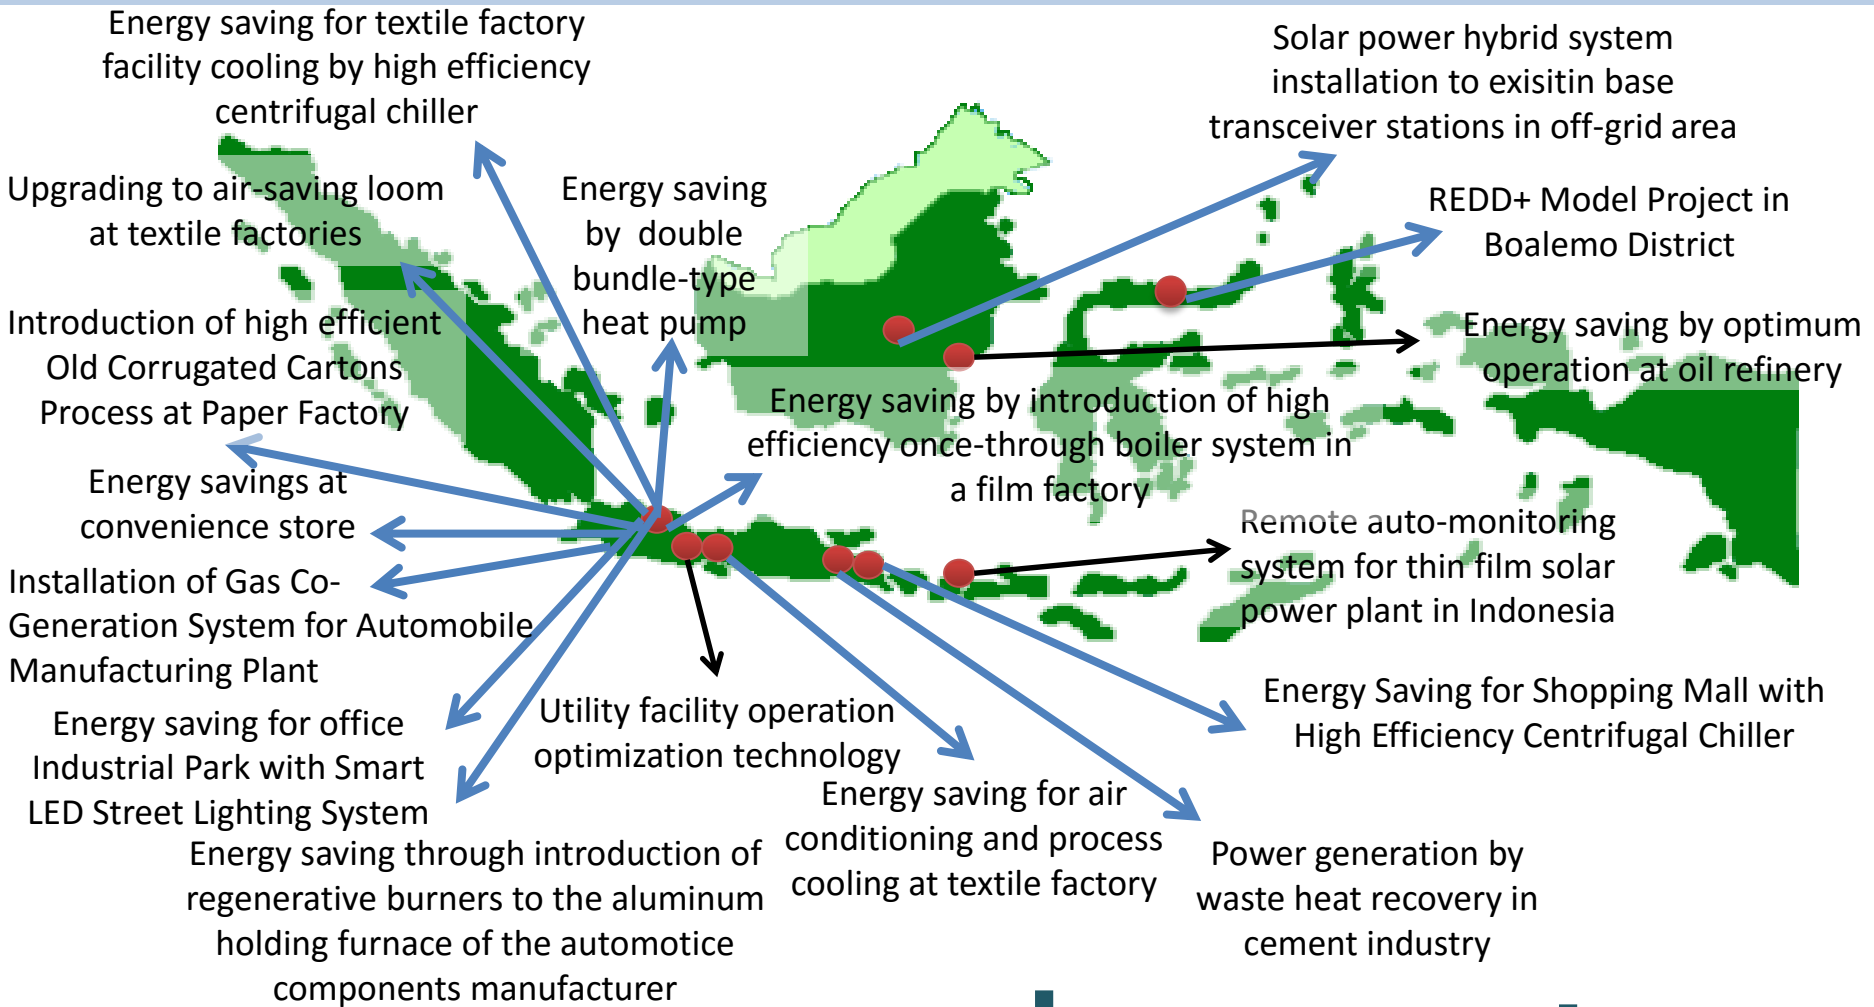 Energy saving for textile factory
facility cooling by high efficiency
centrifugal chiller
Solar power hybrid system
installation to exisitin base
transceiver stations in off-grid area
Upgrading to air-saving loom
at textile factories
Energy saving
by double
bundle-type
heat pump
REDD+ Model Project in
Boalemo District
Introduction of high efficient
Old Corrugated Cartons
Process at Paper Factory
Energy saving by optimum
operation at oil refinery
Energy saving by introduction of high
efficiency once-through boiler system in
a film factory
Energy savings at
convenience store
Remote auto-monitoring
system for thin film solar
power plant in Indonesia
Installation of Gas Co-
Generation System for Automobile
Manufacturing Plant
Energy saving for office
Industrial Park with Smart
LED Street Lighting System
Utility facility operation
optimization technology
Energy Saving for Shopping Mall with
High Efficiency Centrifugal Chiller
Energy saving for air
conditioning and process
cooling at textile factory
Energy saving through introduction of
regenerative burners to the aluminum
holding furnace of the automotice
components manufacturer
Power generation by
waste heat recovery in
cement industry